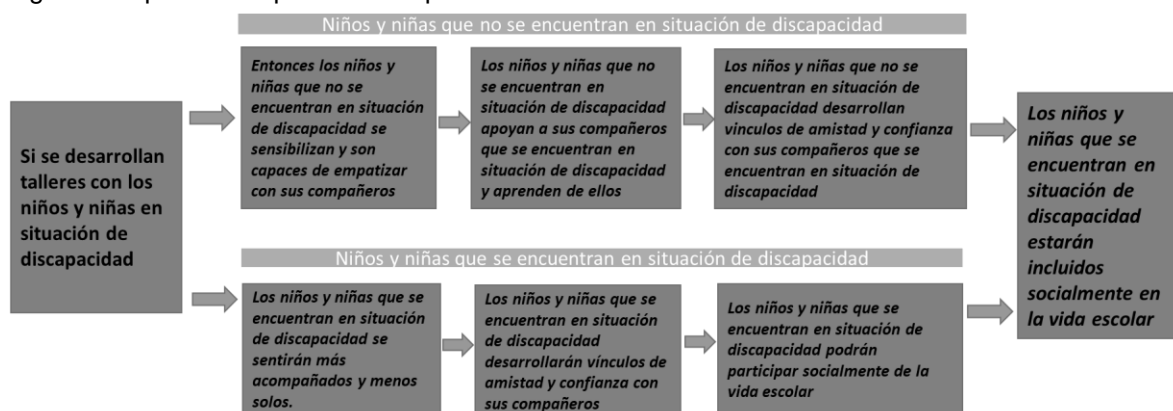 Niños y niñas que no se encuentran en situación de discapacidad
Si se desarrollan
talleres con los
niños y niñas en
situación de
discapacidad
Entonces los niños y
niñas que no se
encuentran en situación
de discapacidad se
sensibilizan y son
capaces de empatizar
con sus compañeros
Los niños y niñas que no
se encuentran en
situación de discapacidad
apoyan a sus compañeros
que se encuentran en
situación de discapacidad
y aprenden de ellos
Los niños y niñas que no se
encuentran en situación de
discapacidad desarrollan
vínculos de amistad y confianza
con sus compañeros que se
encuentran en situación de
discapacidad
Niños y niñas que se encuentran en situación de discapacidad
Los niños y niñas que se
encuentran en situación
de discapacidad se
sentirán más
acompañados y menos
solos.
Los niños y niñas que se
encuentran en situación
de discapacidad
desarrollarán vínculos de
amistad y confianza con
sus compañeros
Los niños y niñas que se
encuentran en situación de
discapacidad podrán
participar socialmente de la
vida escolar
Los niños y
niñas que se
encuentran en
situación de
discapacidad
estarán
incluidos
socialmente en
la vida escolar